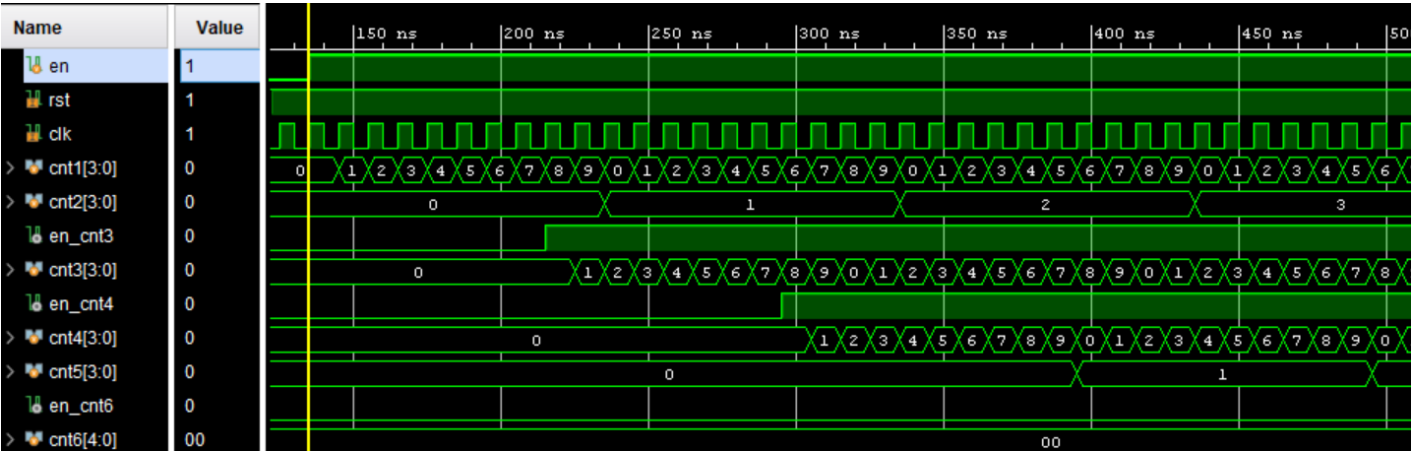 Name Value 150 ns 200 ns 250 ns 300 ns 350 ns 400 ns 450 ns 50
en 1
rst 1
clk 1
cnt1[3:0] 0 0 1 2 3 4 5 6 7 8 9 0 1 2 3 4 5 6 7 8 9 0 1 2 3 4 5 6 7 8 9 0 1 2 3 4 5 6
cnt2[3:0] 0 0 1 2 3
en_cnt3 0
cnt3[3:0] 0 0 1 2 3 4 5 6 7 8 9 0 1 2 3 4 5 6 7 8 9 0 1 2 3 4 5 6 7 8
en_cnt4 0
cnt4[3:0] 0 0 1 2 3 4 5 6 7 8 9 0 1 2 3 4 5 6 7 8 9 0
cnt5[3:0] 0 0 1
en_cnt6 0
cnt6[4:0] 00 00